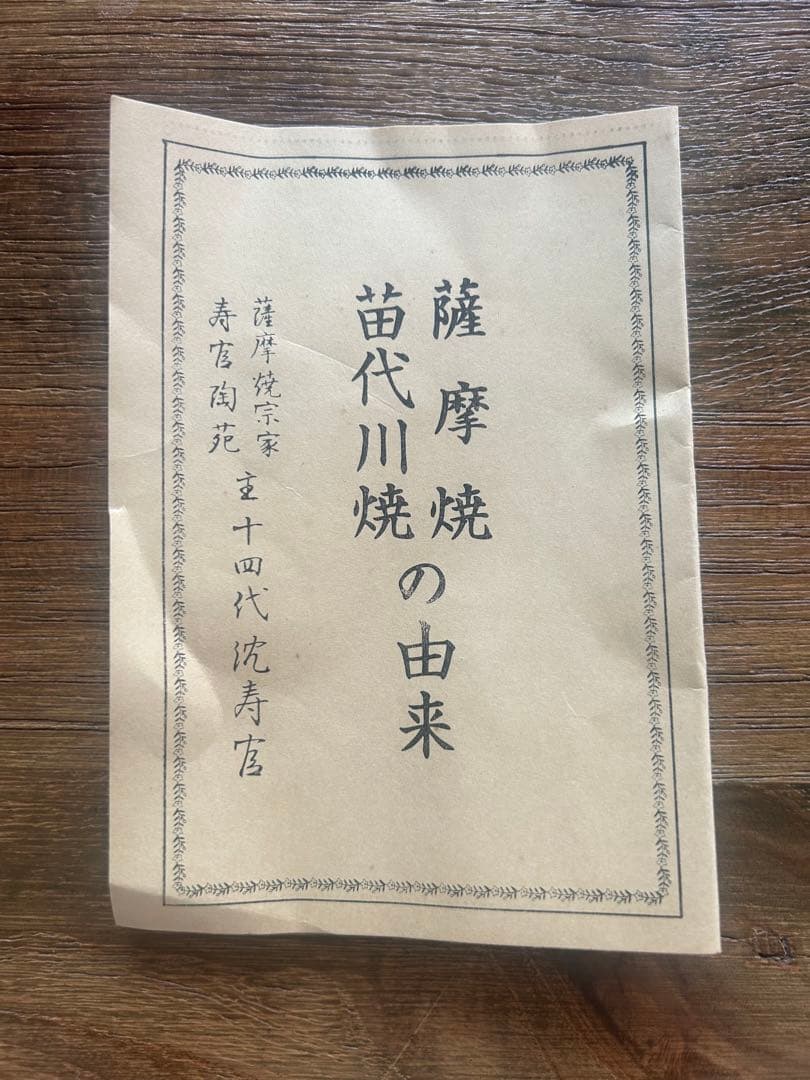 薩摩焼
苗代川焼
の由来
薩摩焼宗家
寿官陶苑
主十四代沈寿官